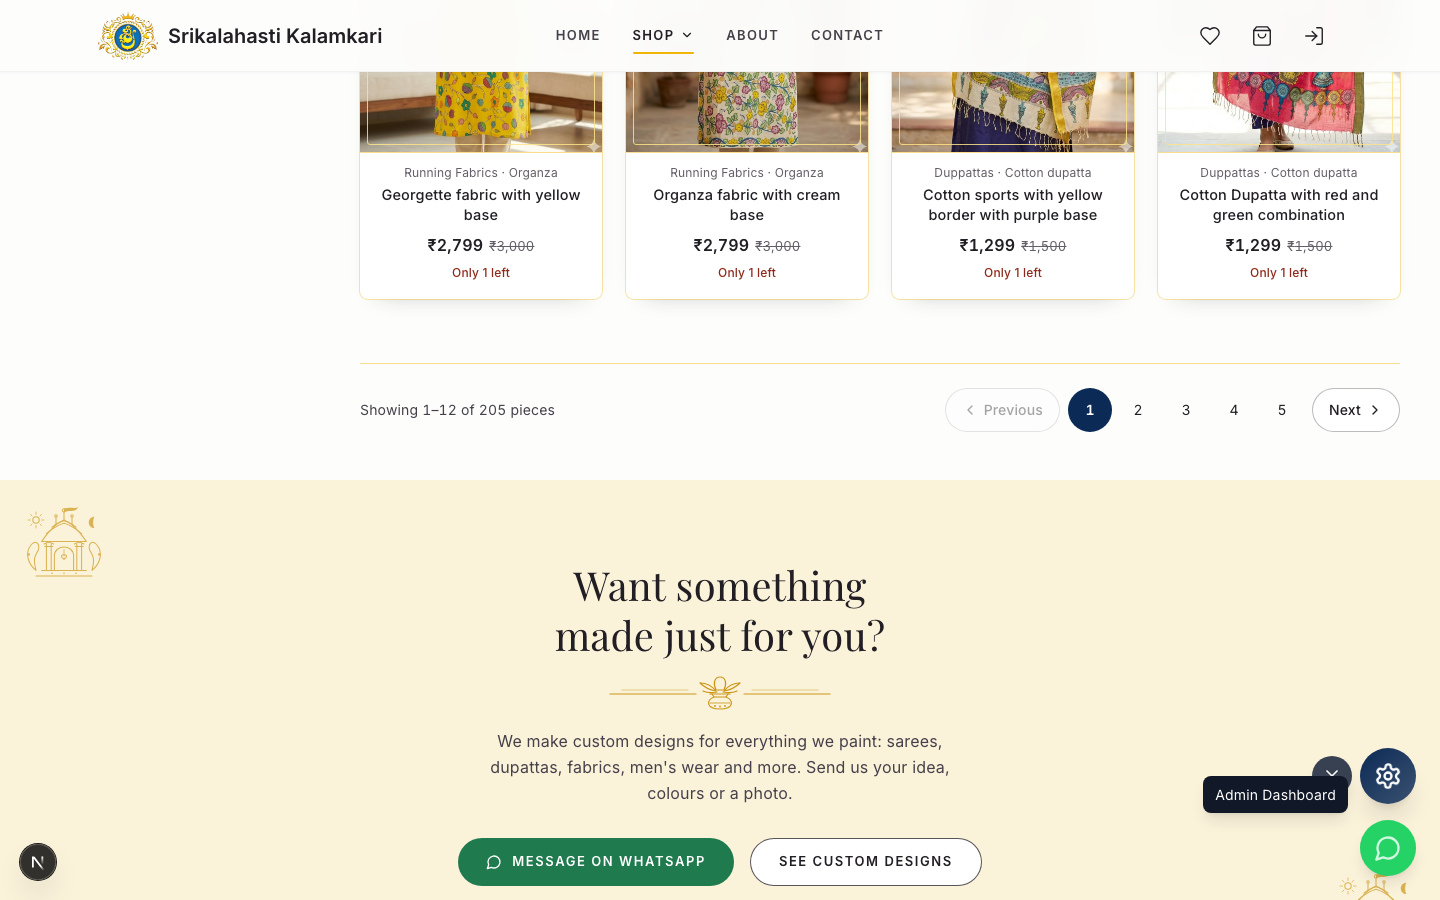 Srikalahasti Kalamkari
HOME
SHOP
ABOUT
CONTACT
Running Fabrics · Organza
Georgette fabric with yellow
base
₹2,799 ₹3,000
Only 1 left
Running Fabrics · Organza
Organza fabric with cream
base
₹2,799 ₹3,000
Only 1 left
Duppattas · Cotton dupatta
Cotton sports with yellow
border with purple base
₹1,299 ₹1,500
Only 1 left
Duppattas · Cotton dupatta
Cotton Dupatta with red and
green combination
₹1,299 ₹1,500
Only 1 left
Showing 1–12 of 205 pieces
Previous
1
2
3
4
5
Next
Want something
made just for you?
We make custom designs for everything we paint: sarees,
dupattas, fabrics, men's wear and more. Send us your idea,
colours or a photo.
Admin Dashboard
MESSAGE ON WHATSAPP
SEE CUSTOM DESIGNS
N